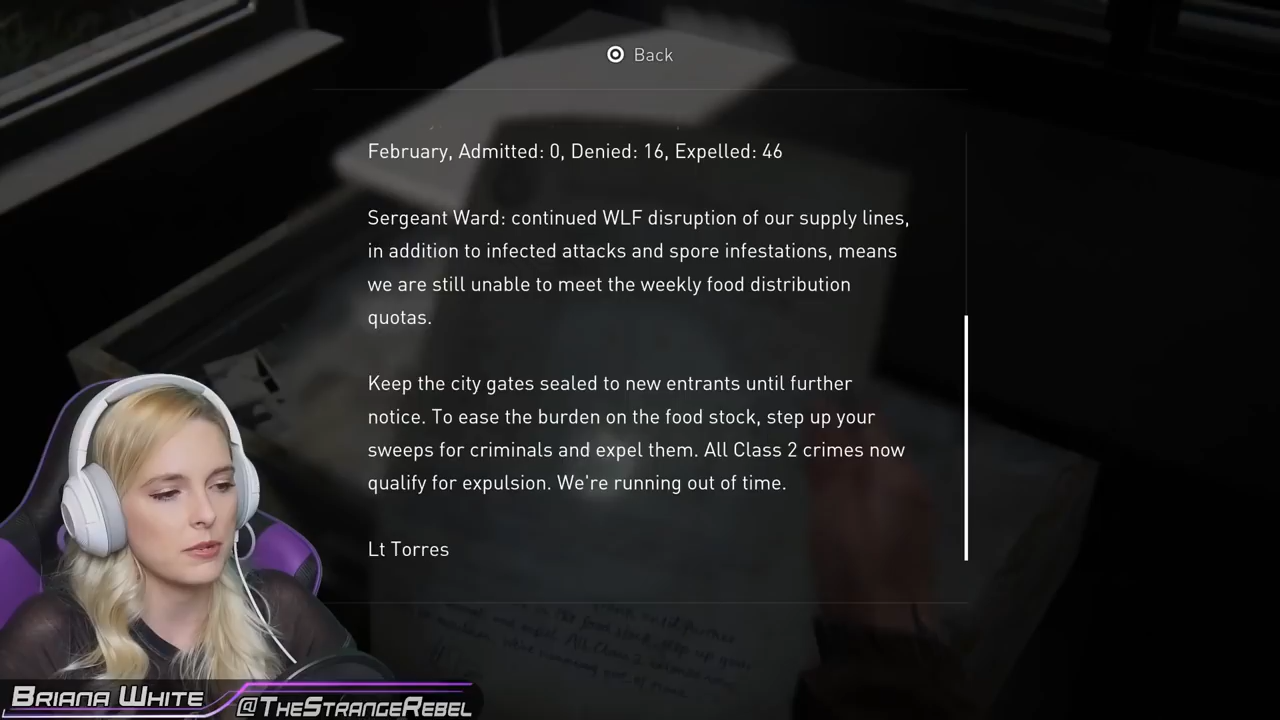 Back
February, Admitted: 0, Denied: 16, Expelled: 46
Sergeant Ward: continued WLF disruption of our supply lines,
in addition to infected attacks and spore infestations, means
we are still unable to meet the weekly food distribution
quotas.
Keep the city gates sealed to new entrants until further
notice. To ease the burden on the food stock, step up your
sweeps for criminals and expel them. All Class 2 crimes now
qualify for expulsion. We're running out of time.
Lt Torres
BRIANA WHITE
@THESTRANGEREBEL